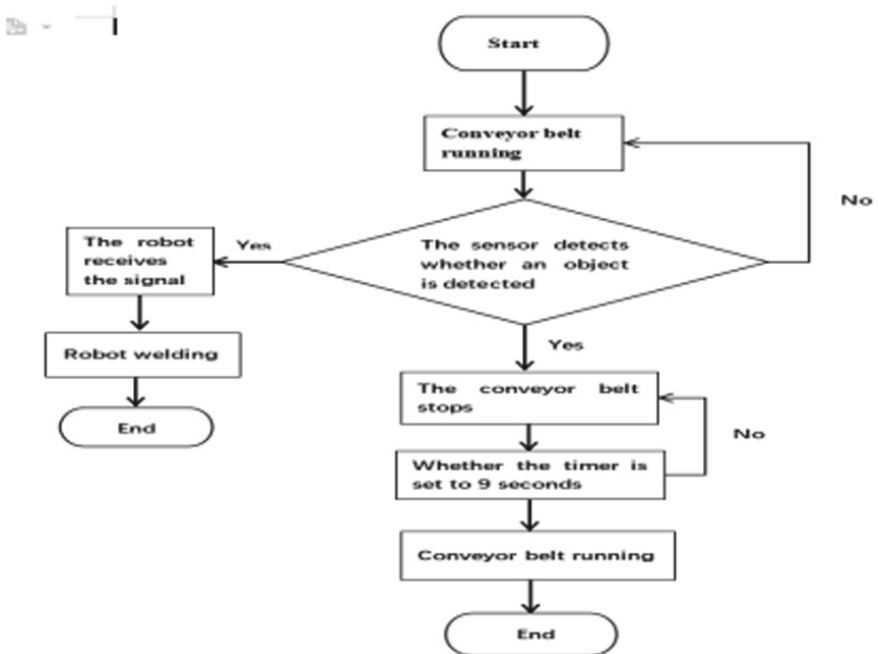 Start
Conveyor belt
running
No
The sensor detects
whether an object
is detected
Yes
The robot
receives
the signal
Robot welding
End
Yes
The conveyor belt
stops
No
Whether the timer is
set to 9 seconds
Conveyor belt running
End